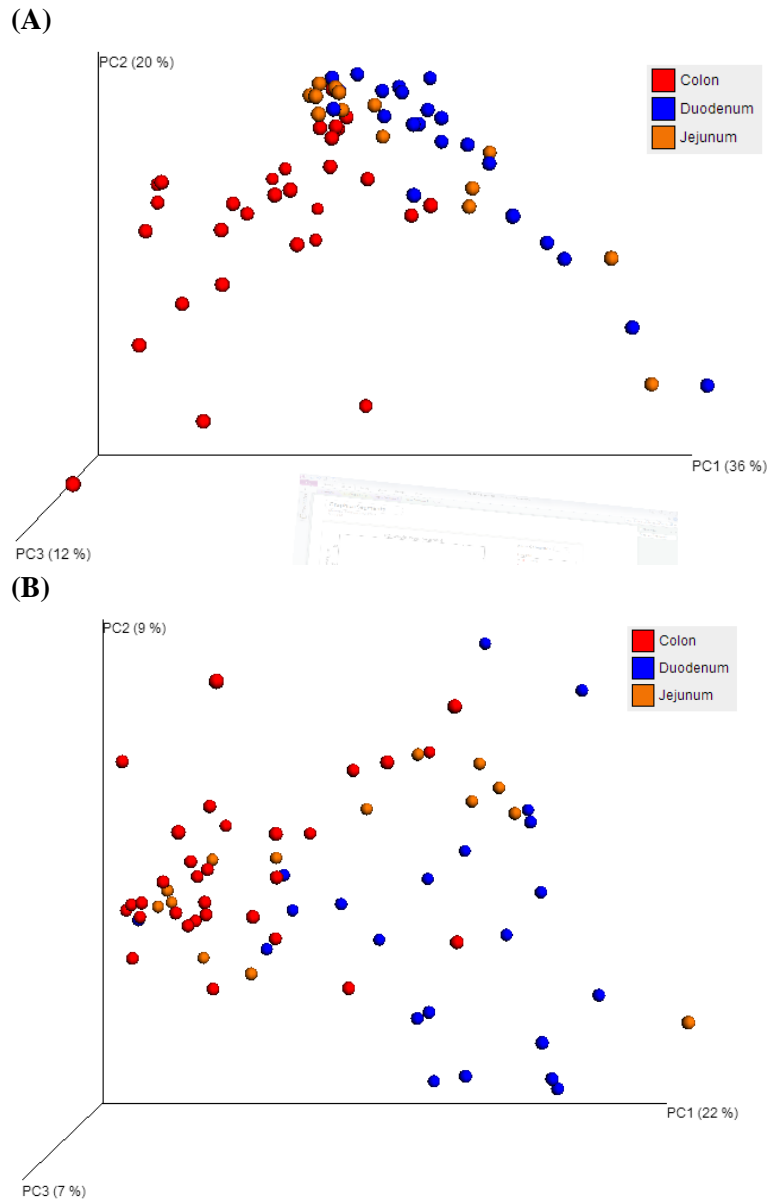 (A)
PC2 (20 %)
Colon
Duodenum
Jejunum
PC1 (36 %)
PC3 (12 %)
(B)
PC2 (9 %)
Colon
Duodenum
Jejunum
PC1 (22 %)
PC3 (7 %)